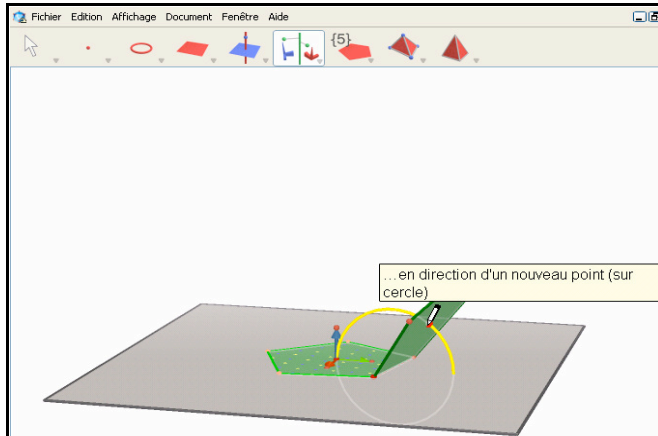 Fichier Edition Affichage Document Fenêtre Aide
{5}
...en direction d'un nouveau point (sur
cercle)